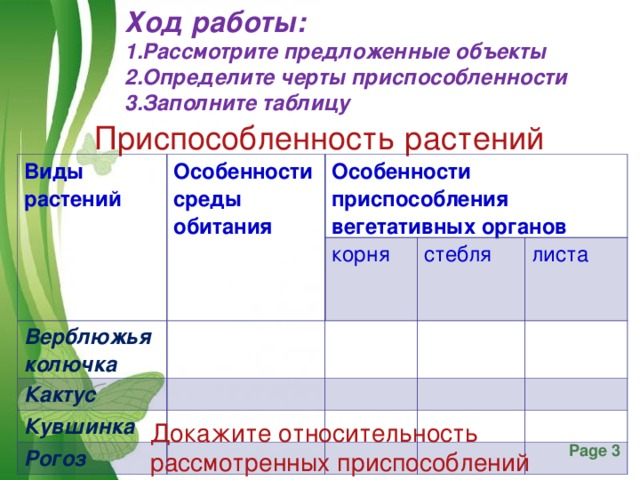 Ход работы:
1.Рассмотрите предложенные объекты
2.Определите черты приспособленности
3.Заполните таблицу
Приспособленность растений
Виды
растений
Особенности
среды
обитания
Особенности
приспособления
вегетативных органов
корня
стебля
листа
Верблюжья
колючка
Кактус
Кувшинка
Рогоз
Докажите относительность
рассмотренных приспособлений
Page 3